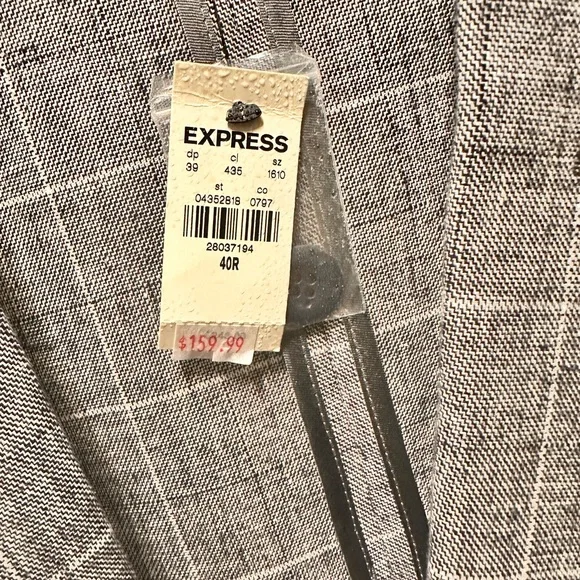 EXPRESS
dp cl sz
39 435 1610
st co
04352818 0797
28037194
40R
$159.99